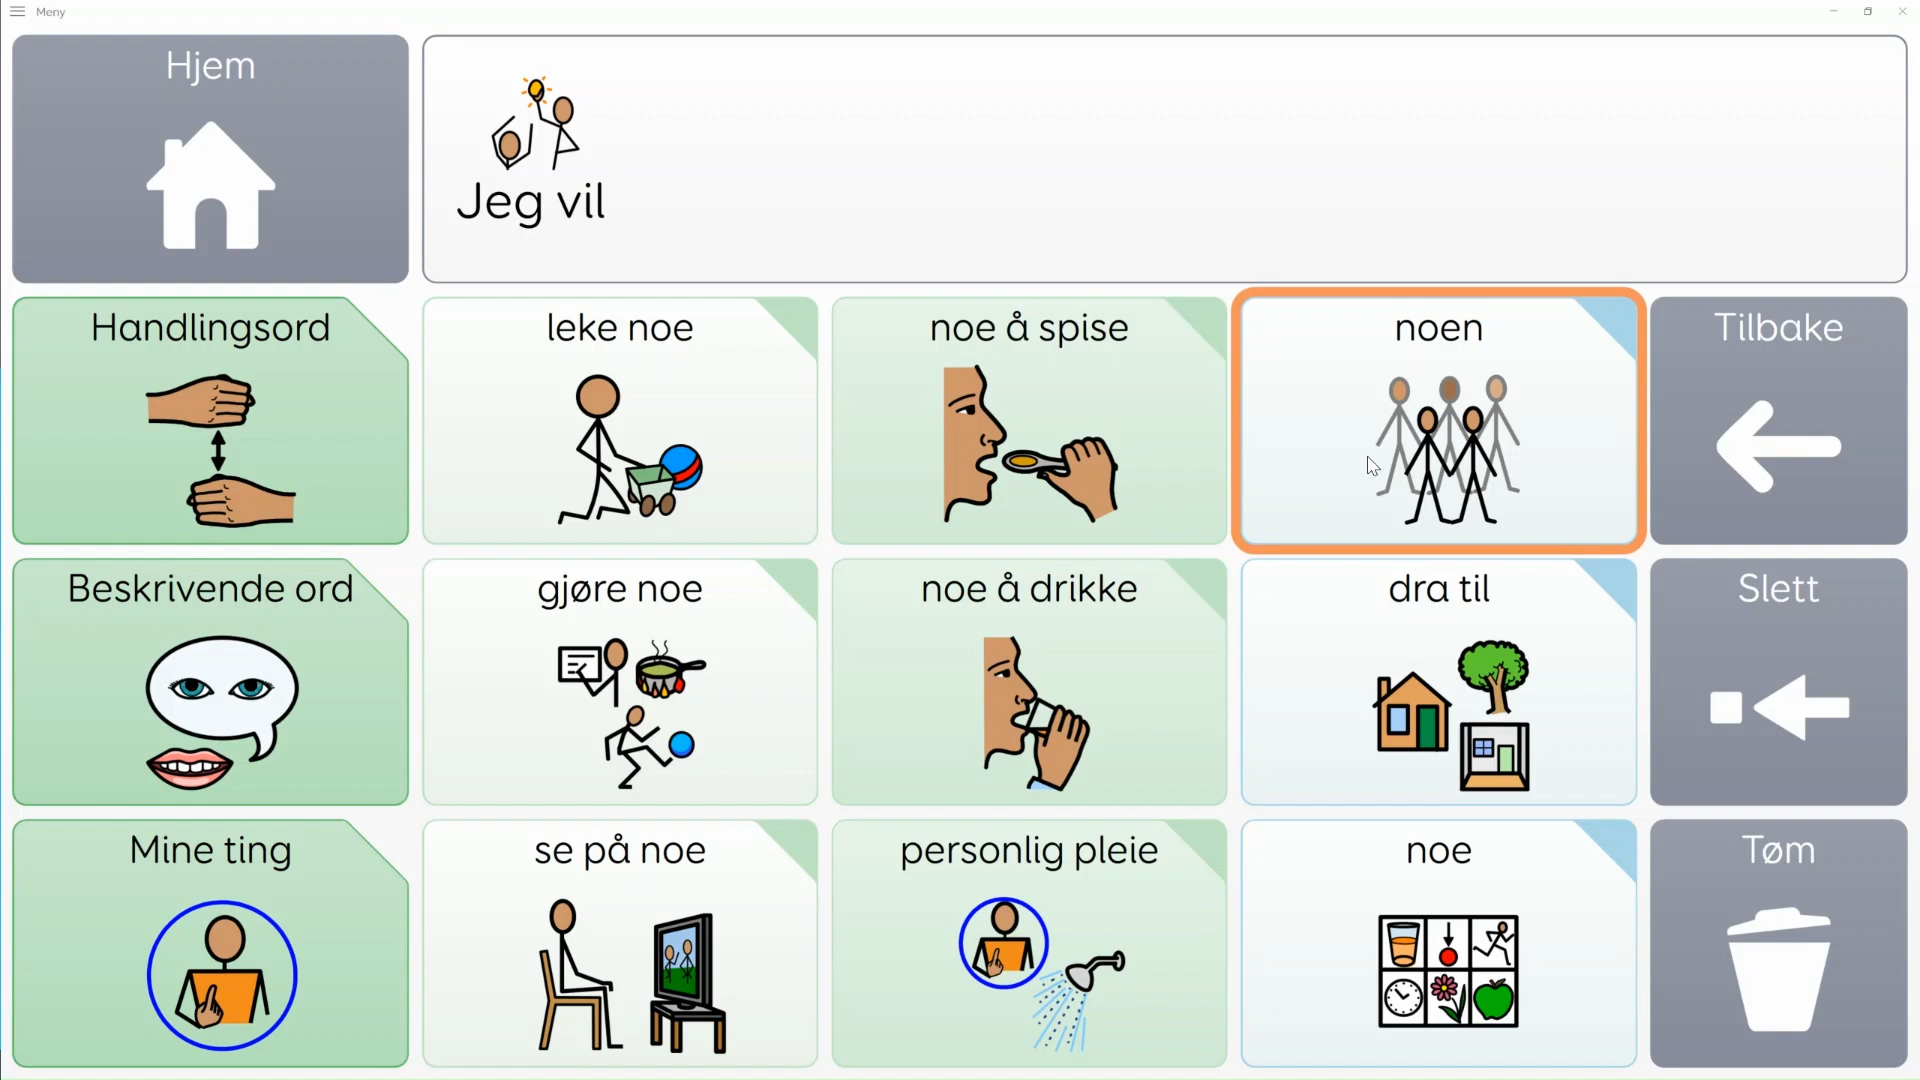 Meny
Hjem
Jeg vil
Handlingsord
leke noe
noe å spise
noen
Tilbake
Beskrivende ord
gjøre noe
noe å drikke
dra til
Slett
Mine ting
se på noe
personlig pleie
noe
Tøm